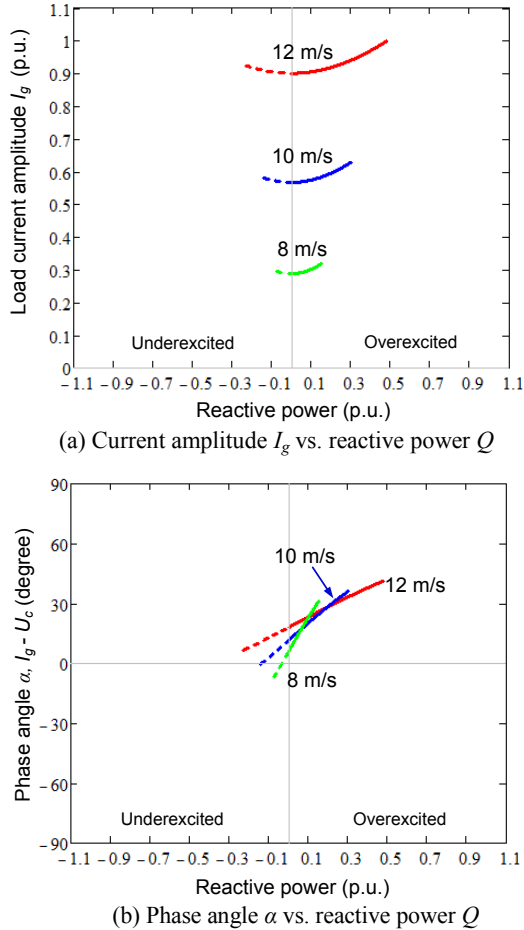 1.1
1
0.9
0.8
0.7
0.6
0.5
0.4
0.3
0.2
0.1
0
Load current amplitude Ig (p.u.)
12 m/s
10 m/s
8 m/s
Underexcited Overexcited
−1.1 −0.9 −0.7 −0.5 −0.3 −0.1 0.1 0.3 0.5 0.7 0.9 1.1
Reactive power (p.u.)
(a) Current amplitude Ig vs. reactive power Q
90
60
30
0
−30
−60
−90
Phase angle α, Ig - Uc (degree)
10 m/s
12 m/s
8 m/s
Underexcited Overexcited
−1.1 −0.9 −0.7 −0.5 −0.3 −0.1 0.1 0.3 0.5 0.7 0.9 1.1
Reactive power (p.u.)
(b) Phase angle α vs. reactive power Q